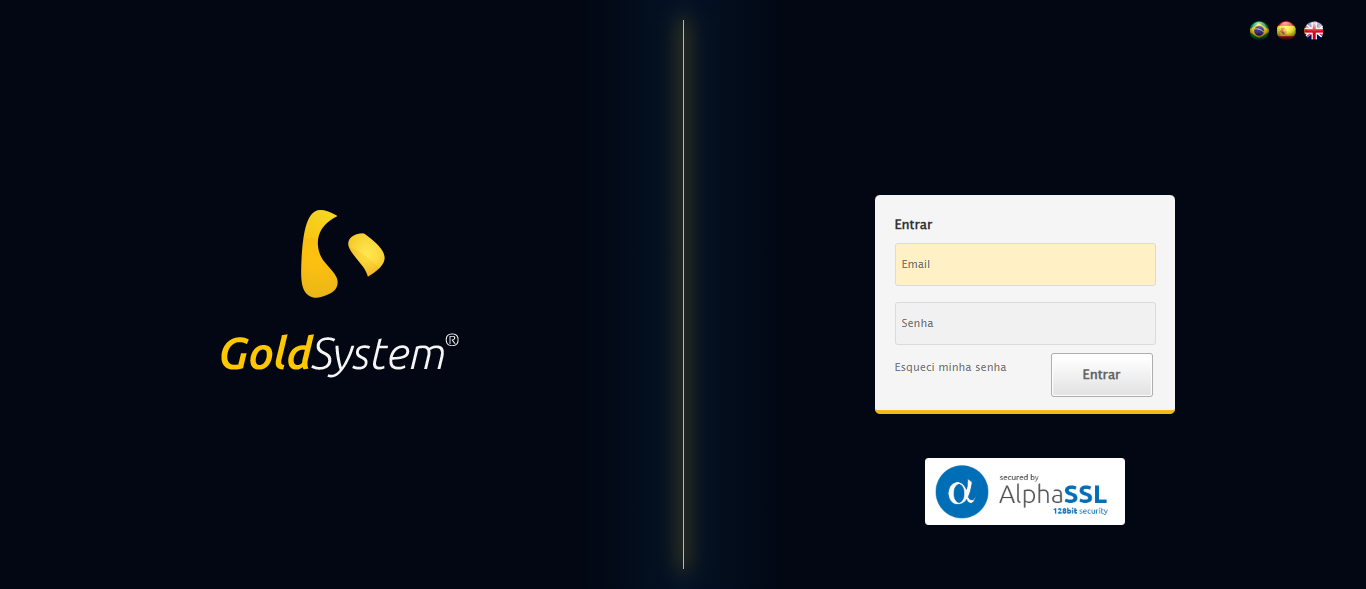 GoldSystem®
Entrar
Email
Senha
Esqueci minha senha
Entrar
α
secured by
AlphaSSL
128bit security